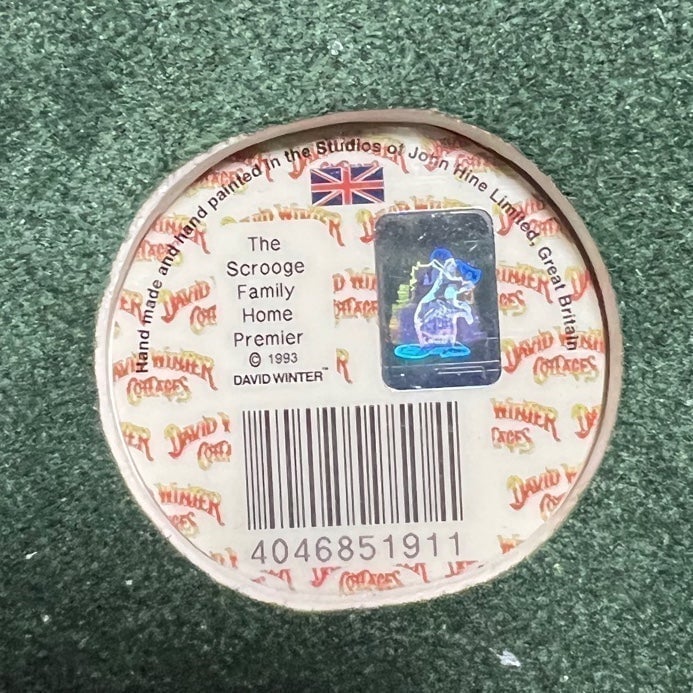 Hand made and hand painted in the Studios of John Hine Limited, Great Britain
The
Scrooge
Family
Home
Premier
© 1993
DAVID WINTER™
4046851911
DAVID WINTER
COTTAGES